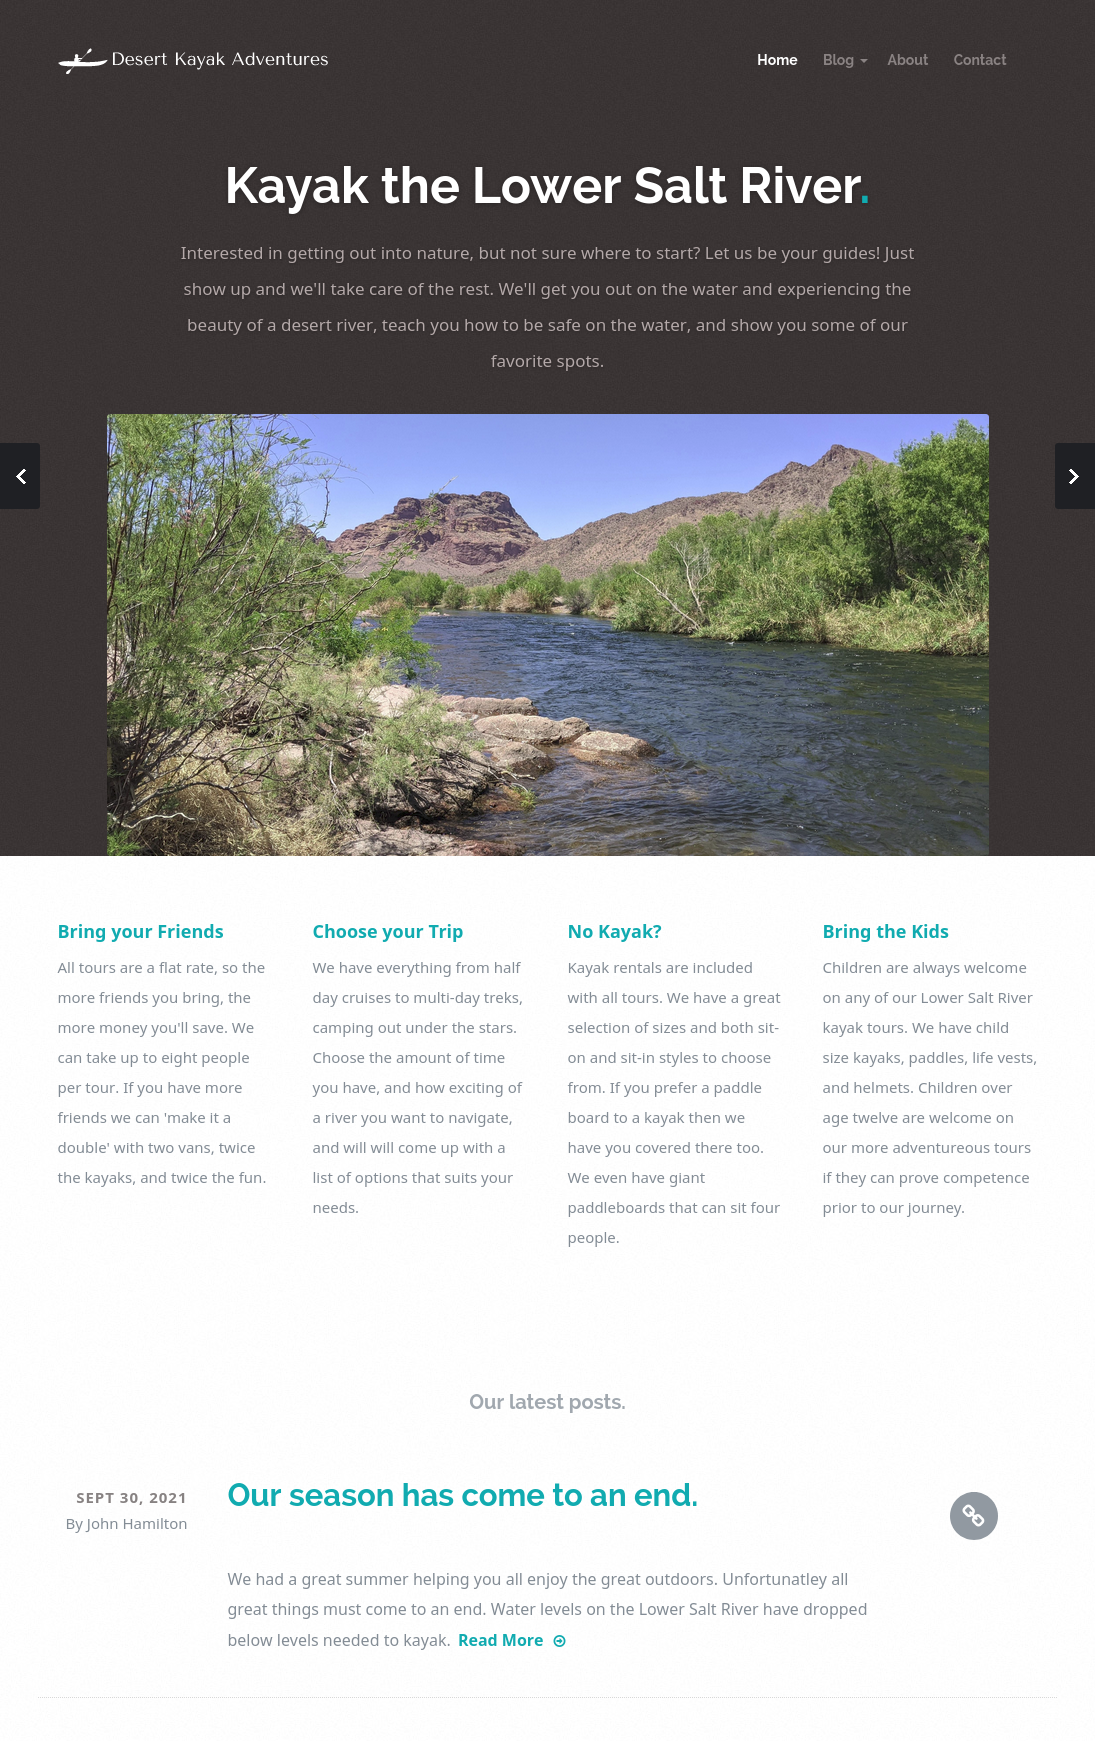 Desert Kayak Adventures
Home Blog About Contact
Kayak the Lower Salt River.
Interested in getting out into nature, but not sure where to start? Let us be your guides! Just
show up and we'll take care of the rest. We'll get you out on the water and experiencing the
beauty of a desert river, teach you how to be safe on the water, and show you some of our
favorite spots.
Bring your Friends
All tours are a flat rate, so the
more friends you bring, the
more money you'll save. We
can take up to eight people
per tour. If you have more
friends we can 'make it a
double' with two vans, twice
the kayaks, and twice the fun.
Choose your Trip
We have everything from half
day cruises to multi-day treks,
camping out under the stars.
Choose the amount of time
you have, and how exciting of
a river you want to navigate,
and will will come up with a
list of options that suits your
needs.
No Kayak?
Kayak rentals are included
with all tours. We have a great
selection of sizes and both sit-
on and sit-in styles to choose
from. If you prefer a paddle
board to a kayak then we
have you covered there too.
We even have giant
paddleboards that can sit four
people.
Bring the Kids
Children are always welcome
on any of our Lower Salt River
kayak tours. We have child
size kayaks, paddles, life vests,
and helmets. Children over
age twelve are welcome on
our more adventureous tours
if they can prove competence
prior to our journey.
Our latest posts.
SEPT 30, 2021
By John Hamilton
Our season has come to an end.
We had a great summer helping you all enjoy the great outdoors. Unfortunatley all
great things must come to an end. Water levels on the Lower Salt River have dropped
below levels needed to kayak. Read More